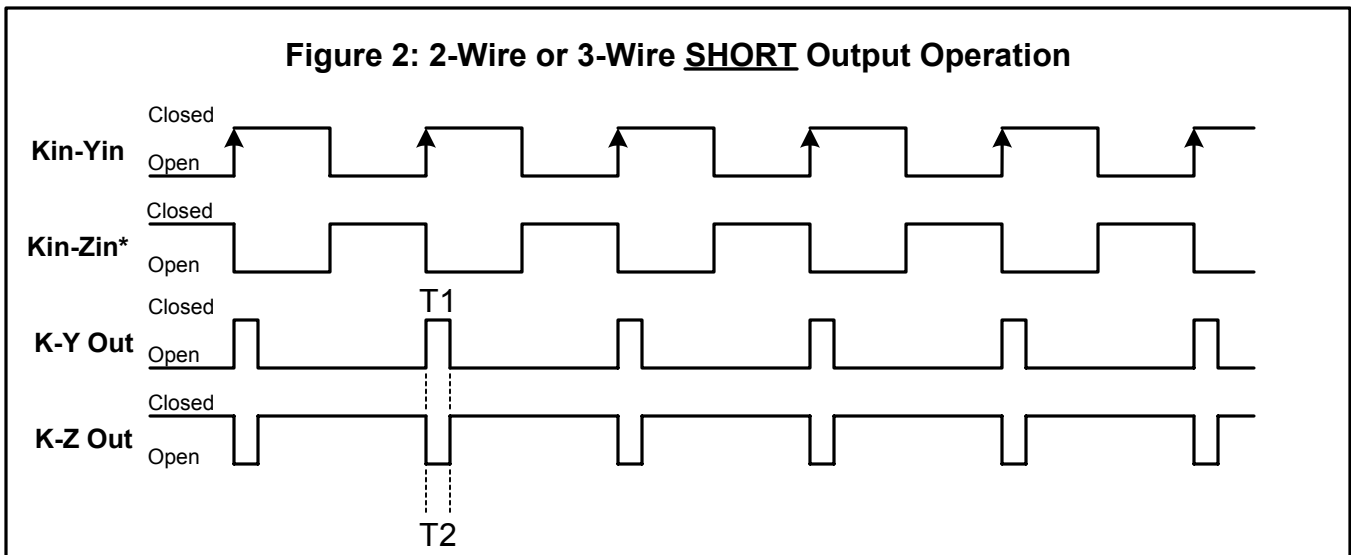 Figure 2: 2-Wire or 3-Wire SHORT Output Operation
Closed
Kin-Yin
Open
Closed
Kin-Zin*
Open
T1
Closed
K-Y Out
Open
Closed
K-Z Out
Open
T2